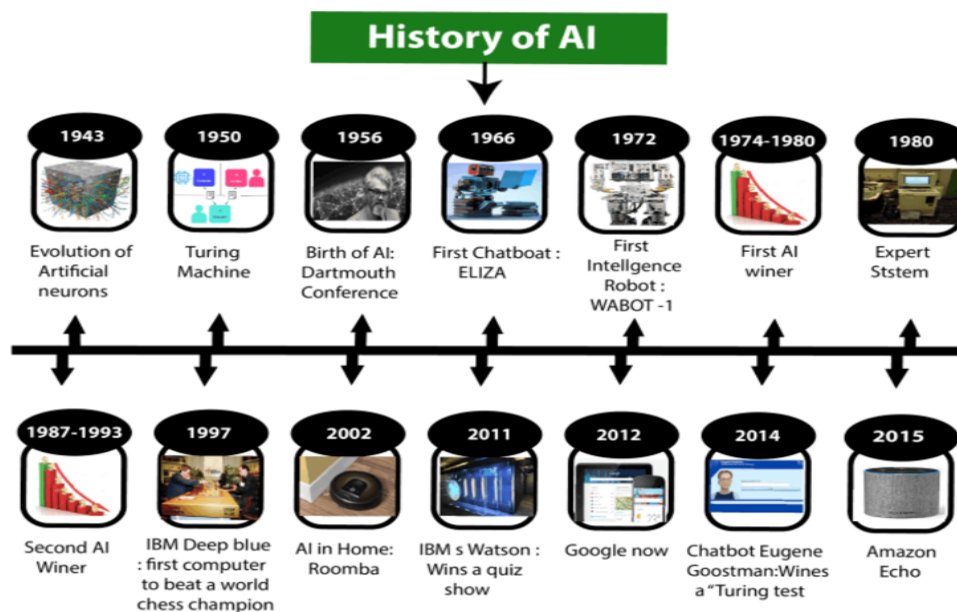 History of AI
1943
1950
1956
1966
1972
1974-1980
1980
Evolution of
Artificial
neurons
Turing
Machine
Birth of AI:
Dartmouth
Conference
First Chatboat :
ELIZA
First
Intellgence
Robot :
WABOT -1
First AI
winer
Expert
Ststem
1987-1993
1997
2002
2011
2012
2014
2015
Second AI
Winer
IBM Deep blue
: first computer
to beat a world
chess champion
AI in Home:
Roomba
IBM s Watson :
Wins a quiz
show
Google now
Chatbot Eugene
Goostman:Wines
a “Turing test
Amazon
Echo